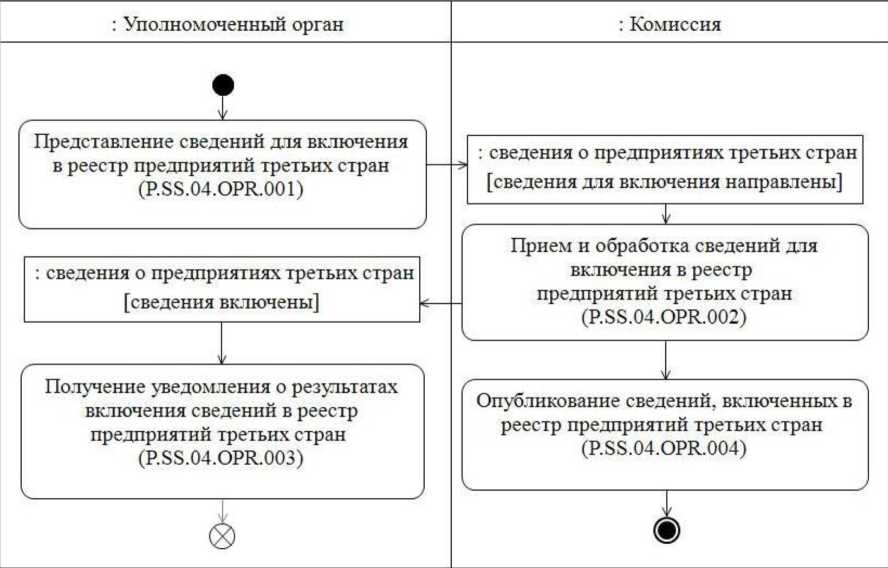 : Уполномоченный орган
: Комиссия
Представление сведений для включения
в реестр предприятий третьих стран
(P.SS.04.OPR.001)
: сведения о предприятиях третьих стран
[сведения для включения направлены]
Прием и обработка сведений для
включения в реестр
предприятий третьих стран
(P.SS.04.OPR.002)
: сведения о предприятиях третьих стран
[сведения включены]
Получение уведомления о результатах
включения сведений в реестр
предприятий третьих стран
(P.SS.04.OPR.003)
Опубликование сведений, включенных в
реестр предприятий третьих стран
(P.SS.04.OPR.004)